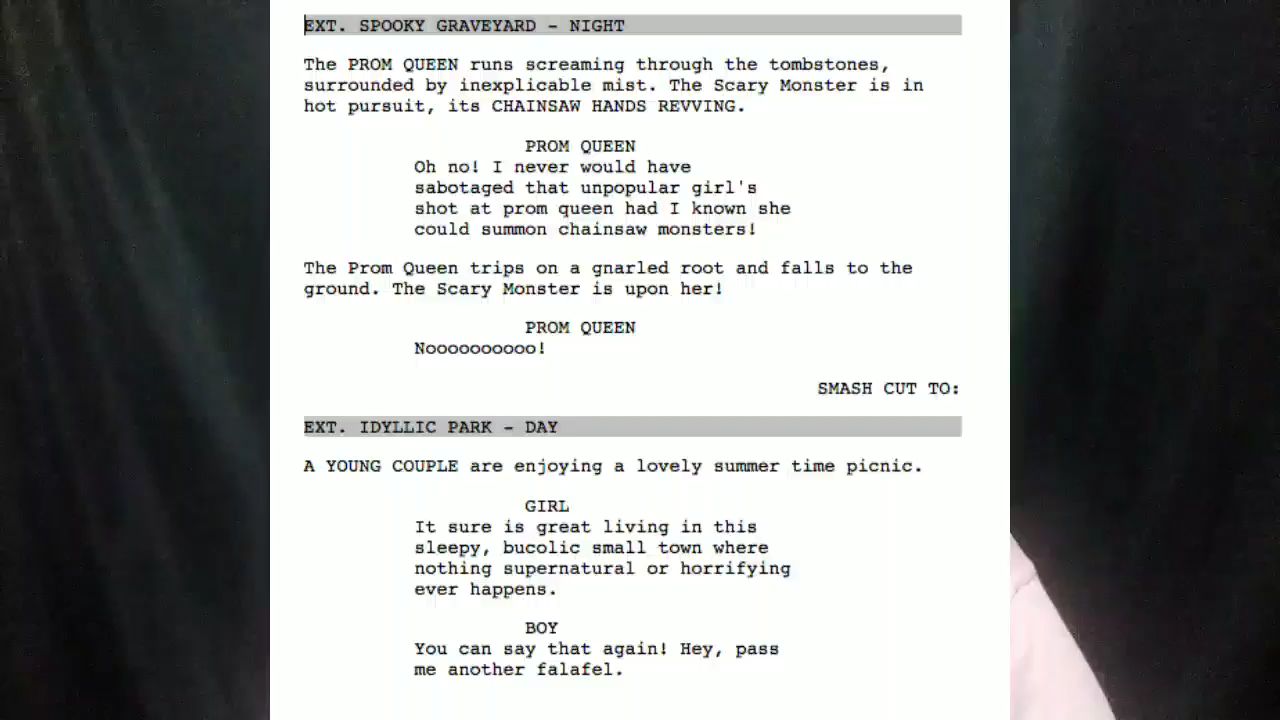 EXT. SPOOKY GRAVEYARD - NIGHT
The PROM QUEEN runs screaming through the tombstones,
surrounded by inexplicable mist. The Scary Monster is in
hot pursuit, its CHAINSAW HANDS REVVING.
PROM QUEEN
Oh no! I never would have
sabotaged that unpopular girl's
shot at prom queen had I known she
could summon chainsaw monsters!
The Prom Queen trips on a gnarled root and falls to the
ground. The Scary Monster is upon her!
PROM QUEEN
Noooooooooo!
SMASH CUT TO:
EXT. IDYLLIC PARK - DAY
A YOUNG COUPLE are enjoying a lovely summer time picnic.
GIRL
It sure is great living in this
sleepy, bucolic small town where
nothing supernatural or horrifying
ever happens.
BOY
You can say that again! Hey, pass
me another falafel.